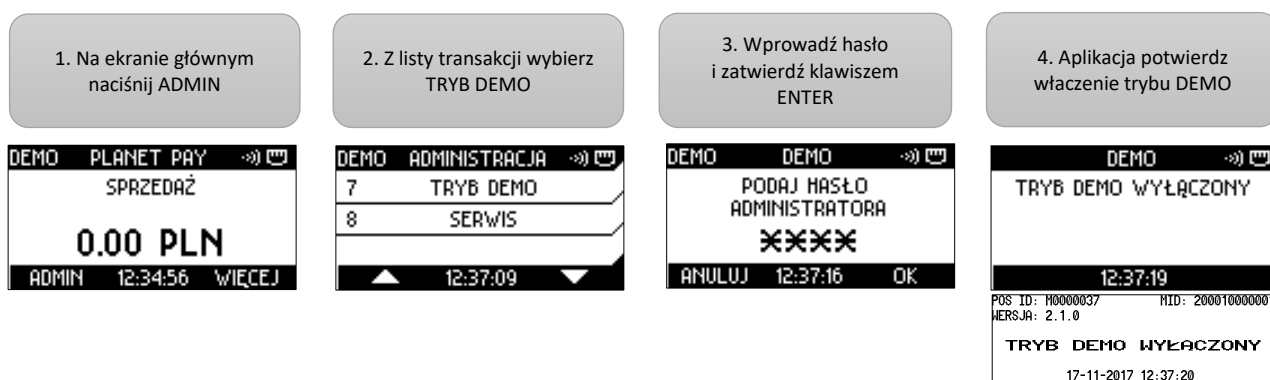 1. Na ekranie głównym
naciśnij ADMIN
2. Z listy transakcji wybierz
TRYB DEMO
3. Wprowadź hasło
i zatwierdź klawiszem
ENTER
4. Aplikacja potwierdz
właczenie trybu DEMO
DEMO PLANET PAY
SPRZEDAŻ
0.00 PLN
ADMIN 12:34:56 WIĘCEJ
DEMO ADMINISTRACJA
7 TRYB DEMO
8 SERWIS
12:37:09
DEMO DEMO
PODAJ HASŁO
ADMINISTRATORA
****
ANULUJ 12:37:16 OK
DEMO
TRYB DEMO WYŁĄCZONY
12:37:19
POS ID: M0000037 MID: 20001000000
WERSJA: 2.1.0
TRYB DEMO WYŁACZONY
17-11-2017 12:37:20